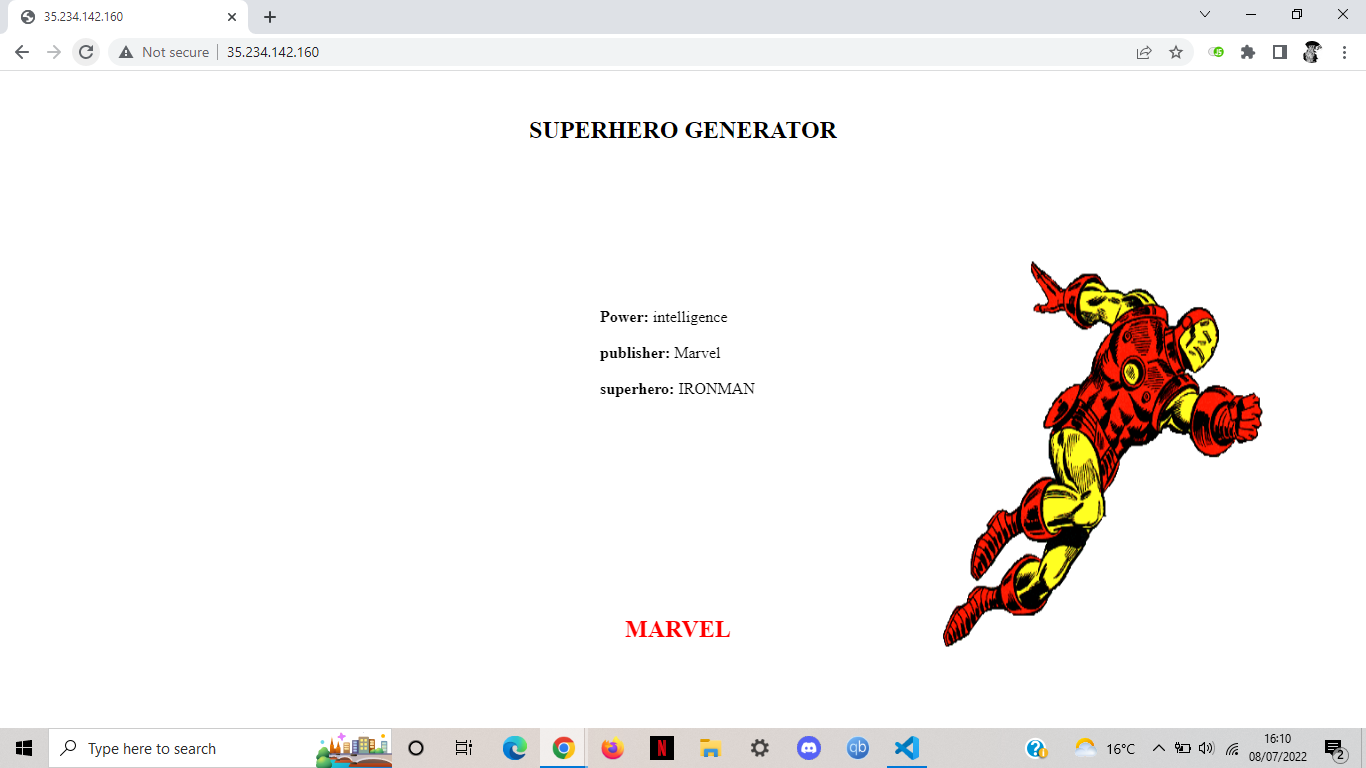 35.234.142.160
Not secure
35.234.142.160
SUPERHERO GENERATOR
Power: intelligence
publisher: Marvel
superhero: IRONMAN
MARVEL
Type here to search
N
qb
16°C
16:10
08/07/2022
2